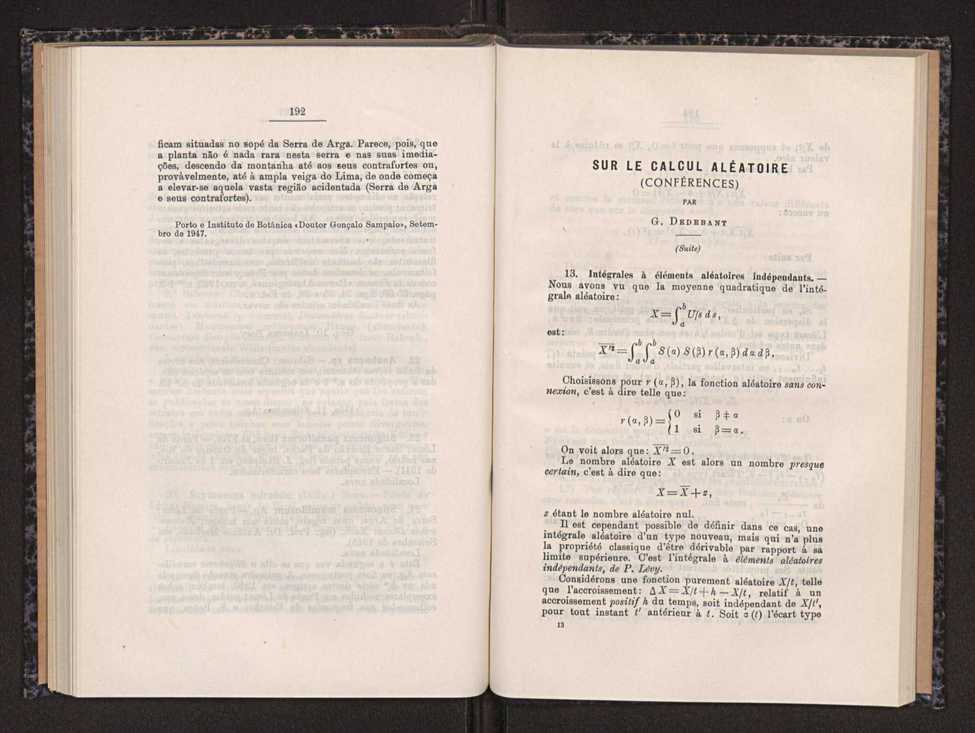 192
ficam situadas no sopé da Serra de Arga. Parece, pois, que
a planta não é nada rara nesta serra e nas suas imedia-
ções, descendo da montanha até aos seus contrafortes ou,
provàvelmente, até à ampla veiga do Lima, de onde começa
a elevar-se aquela vasta região acidentada (Serra de Arga
e seus contrafortes).
Porto e Instituto de Botânica «Doutor Gonçalo Sampaio», Setem-
bro de 1947.
SUR LE CALCUL ALÉATOIRE
(CONFÉRENCES)
PAR
G. DEDEBANT
(Suite)
13. Intégrales à éléments aléatoires indépendants. —
Nous avons vu que la moyenne quadratique de l'inté-
grale aléatoire:
X = ∫_a^b U/s ds,
est:
\overline{X'^2} = ∫_a^b ∫_a^b S(α) S(β) r(α, β) dα dβ.
Choisissons pour r (α, β), la fonction aléatoire sans con-
nexion, c'est à dire telle que:
r (α, β) = { 0 si β ≠ α
{ 1 si β = α.
On voit alors que: \overline{X'^2} = 0.
Le nombre aléatoire X est alors un nombre presque
certain, c'est à dire que:
X = \overline{X} + z,
z étant le nombre aléatoire nul.
Il est cependant possible de définir dans ce cas, une
intégrale aléatoire d'un type nouveau, mais qui n'a plus
la propriété classique d'être dérivable par rapport à sa
limite supérieure. C'est l'intégrale à éléments aléatoires
indépendants, de P. Lévy.
Considérons une fonction purement aléatoire X/t, telle
que l'accroissement: Δ X = X/t + h — X/t, relatif à un
accroissement positif h du temps, soit indépendant de X/t',
pour tout instant t' antérieur à t. Soit σ (t) l'écart type
13